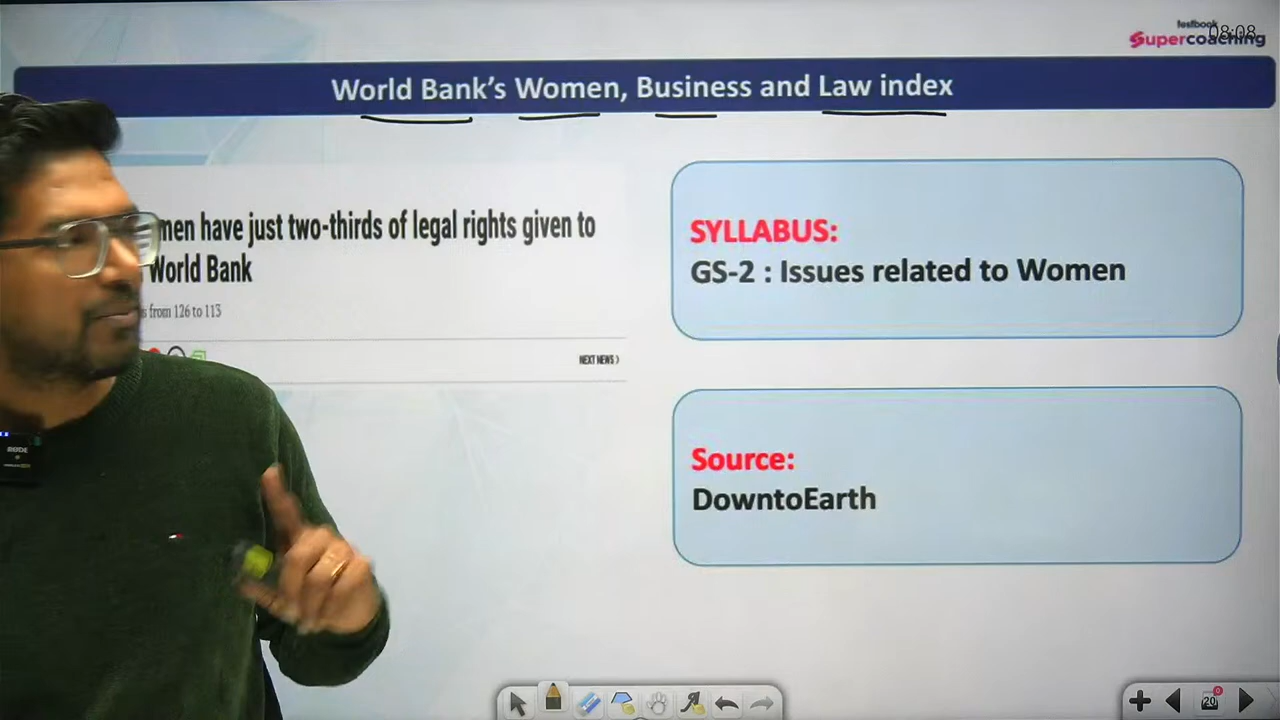 testbook
Supercoaching
08:08
World Bank's Women, Business and Law index
men have just two-thirds of legal rights given to
World Bank
s from 126 to 113
NEXT NEWS ›
SYLLABUS:
GS-2 : Issues related to Women
Source:
DowntoEarth
RØDE
20